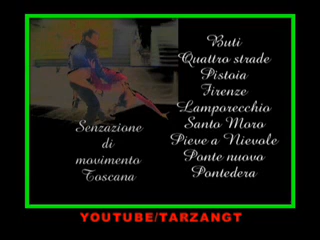 Senzazione
di
movimento
Toscana
Buti
Quattro strade
Pistoia
Firenze
Lamporecchio
Santo Moro
Pieve a Nievole
Ponte nuovo
Pontedera
YOUTUBE/TARZANGT